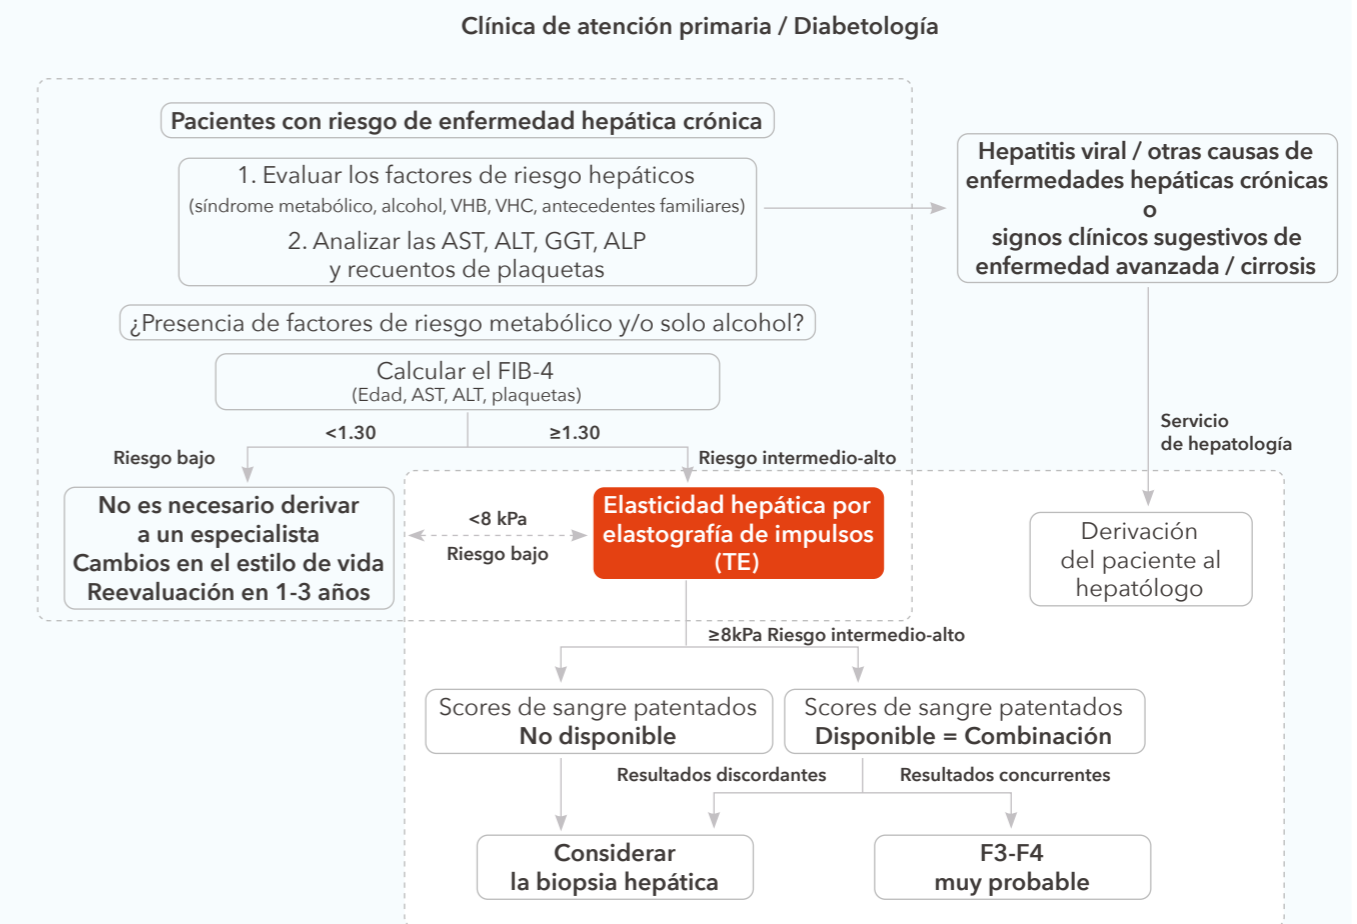 Clínica de atención primaria / Diabetología
Pacientes con riesgo de enfermedad hepática crónica
1. Evaluar los factores de riesgo hepáticos
(síndrome metabólico, alcohol, VHB, VHC, antecedentes familiares)
2. Analizar las AST, ALT, GGT, ALP
y recuentos de plaquetas
Hepatitis viral / otras causas de
enfermedades hepáticas crónicas
o
signos clínicos sugestivos de
enfermedad avanzada / cirrosis
¿Presencia de factores de riesgo metabólico y/o solo alcohol?
Calcular el FIB-4
(Edad, AST, ALT, plaquetas)
<1.30
≥1.30
Riesgo bajo
Riesgo intermedio-alto
Servicio
de hepatología
No es necesario derivar
a un especialista
Cambios en el estilo de vida
Reevaluación en 1-3 años
<8 kPa
Riesgo bajo
Elasticidad hepática por
elastografía de impulsos
(TE)
Derivación
del paciente al
hepatólogo
≥8kPa Riesgo intermedio-alto
Scores de sangre patentados
No disponible
Scores de sangre patentados
Disponible = Combinación
Resultados discordantes
Resultados concurrentes
Considerar
la biopsia hepática
F3-F4
muy probable